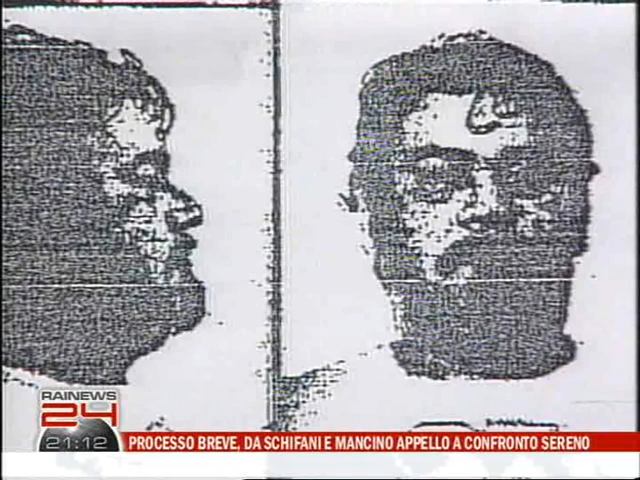 RAINEWS
24
21:12
PROCESSO BREVE, DA SCHIFANI E MANCINO APPELLO A CONFRONTO SERENO